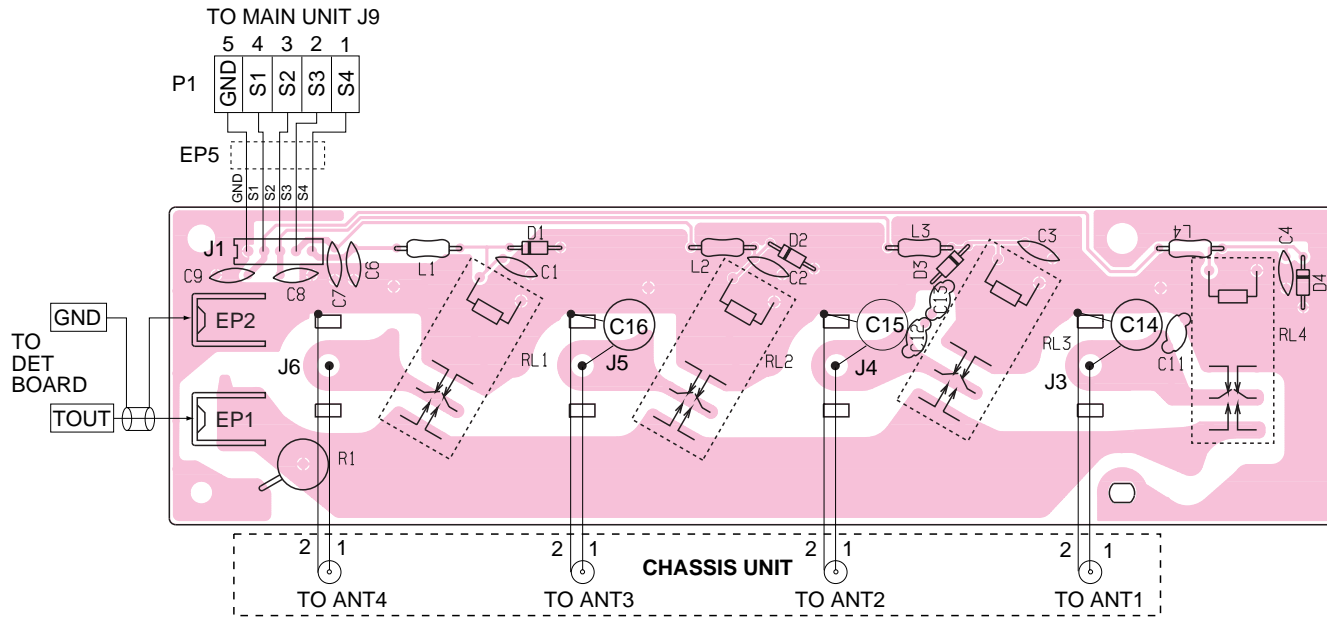 TO MAIN UNIT J9
5 4 3 2 1
P1
GND
S1
S2
S3
S4
EP5
GND
S1
S2
S3
S4
J1
C9
C8
C7
C6
L1
D1
C1
L2
D2
C2
L3
D3
C3
L4
C4
D4
GND
TO
DET
BOARD
TOUT
EP2
EP1
R1
J6
RL1
C16
J5
RL2
C15
J4
C13
C12
RL3
C14
J3
C11
RL4
2 1
2 1
2 1
2 1
CHASSIS UNIT
TO ANT4
TO ANT3
TO ANT2
TO ANT1